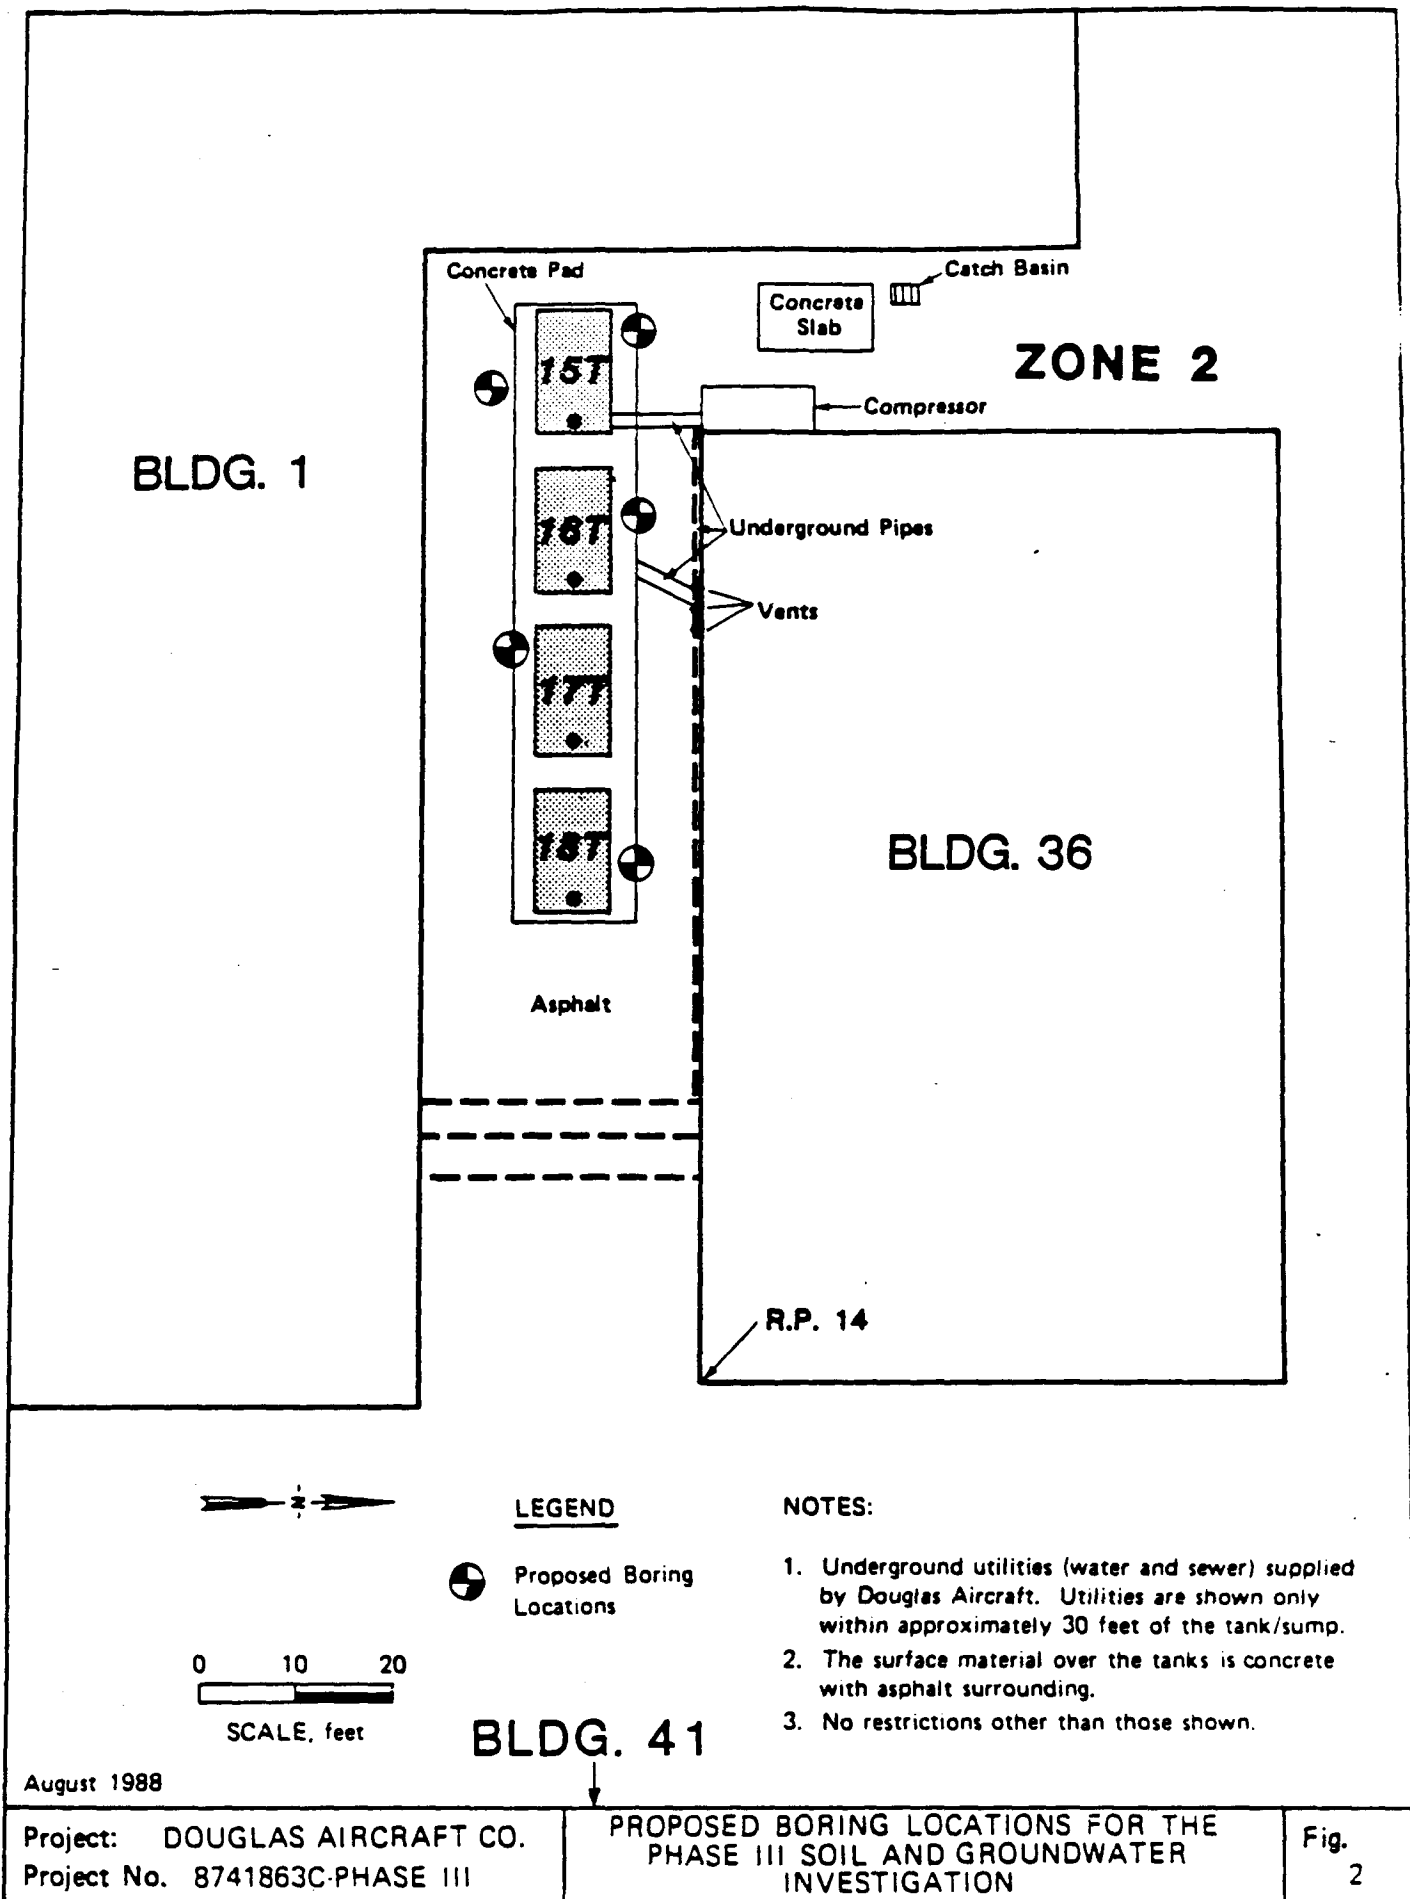 Concrete Pad
Catch Basin
Concrete
Slab
ZONE 2
15T
Compressor
BLDG. 1
16T
Underground Pipes
Vents
17T
18T
BLDG. 36
Asphalt
R.P. 14
N
LEGEND
Proposed Boring
Locations
0 10 20
SCALE, feet
NOTES:
1. Underground utilities (water and sewer) supplied
by Douglas Aircraft. Utilities are shown only
within approximately 30 feet of the tank/sump.
2. The surface material over the tanks is concrete
with asphalt surrounding.
3. No restrictions other than those shown.
BLDG. 41
August 1988
Project: DOUGLAS AIRCRAFT CO.
Project No. 8741863C-PHASE III
PROPOSED BORING LOCATIONS FOR THE
PHASE III SOIL AND GROUNDWATER
INVESTIGATION
Fig.
2